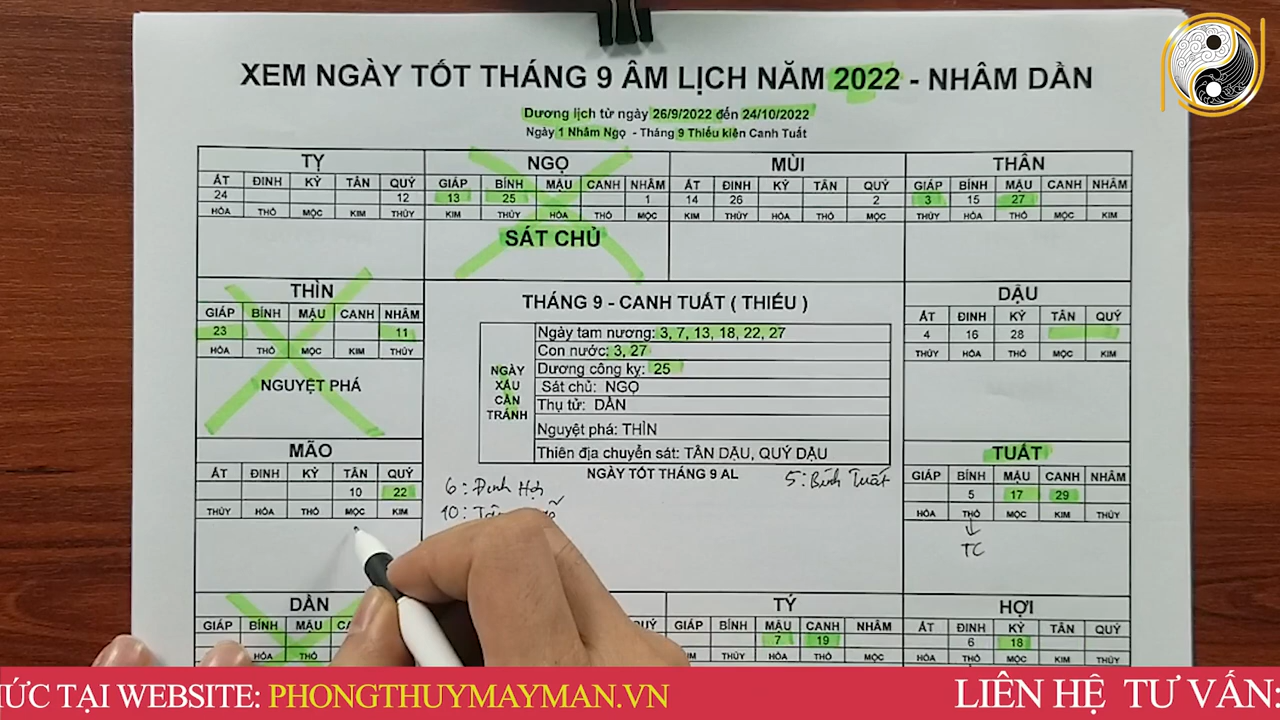 XEM NGÀY TỐT THÁNG 9 ÂM LỊCH NĂM 2022 - NHÂM DẦN
Dương lịch từ ngày 26/9/2022 đến 24/10/2022
Ngày 1 Nhâm Ngọ - Tháng 9 Thiếu kiên Canh Tuất
TỴ NGỌ MÙI THÂN
ẤT ĐINH KỶ TÂN QUÝ GIÁP BÍNH MẬU CANH NHÂM ẤT ĐINH KỶ TÂN QUÝ GIÁP BÍNH MẬU CANH NHÂM
24 12 13 25 1 14 26 2 3 15 27
HỎA THỔ MỘC KIM THỦY KIM THỦY HỎA THỔ MỘC KIM THỦY HỎA THỔ MỘC THỦY HỎA THỔ MỘC KIM
SÁT CHỦ
THÌN
GIÁP BÍNH MẬU CANH NHÂM
23 11
HỎA THỔ MỘC KIM THỦY
NGUYỆT PHÁ
THÁNG 9 - CANH TUẤT ( THIẾU )
NGÀY XẤU CẦN TRÁNH
Ngày tam nương: 3, 7, 13, 18, 22, 27
Con nước: 3, 27
Dương công kỵ: 25
Sát chủ: NGỌ
Thụ tử: DẦN
Nguyệt phá: THÌN
Thiên địa chuyển sát: TÂN DẬU, QUÝ DẬU
NGÀY TỐT THÁNG 9 AL
6 : Đinh Hợi
10 :
5 : Bính Tuất
DẬU
ẤT ĐINH KỶ TÂN QUÝ
4 16 28
THỦY HỎA THỔ MỘC KIM
MÃO
ẤT ĐINH KỶ TÂN QUÝ
10 22
THỦY HỎA THỔ MỘC KIM
TUẤT
GIÁP BÍNH MẬU CANH NHÂM
5 17 29
HỎA THỔ MỘC KIM THỦY
TC
DẦN
GIÁP BÍNH MẬU
HỎA THỔ
QUÝ
TÝ
GIÁP BÍNH MẬU CANH NHÂM
7 19
KIM THỦY HỎA THỔ MỘC
HỢI
ẤT ĐINH KỶ TÂN QUÝ
6 18
HỎA THỔ MỘC KIM THỦY
TẠI WEBSITE: PHONGTHUYMAYMAN.VN
LIÊN HỆ TƯ VẤN: